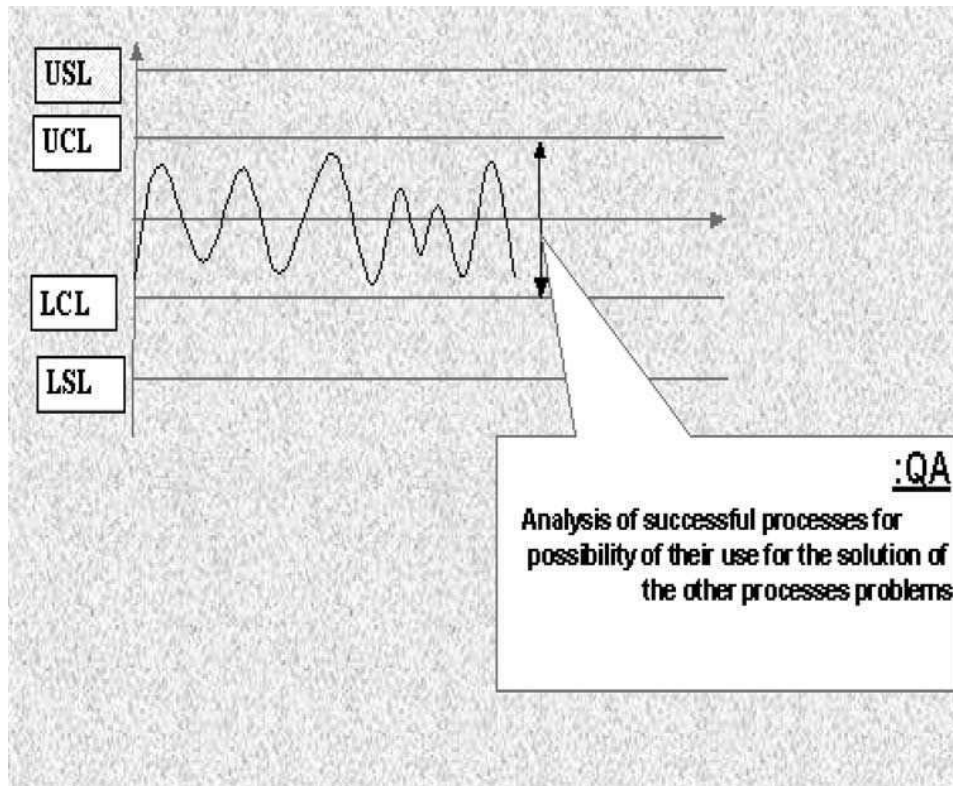 USL
UCL
LCL
LSL
:QA
Analysis of successful processes for
possibility of their use for the solution of
the other processes problems